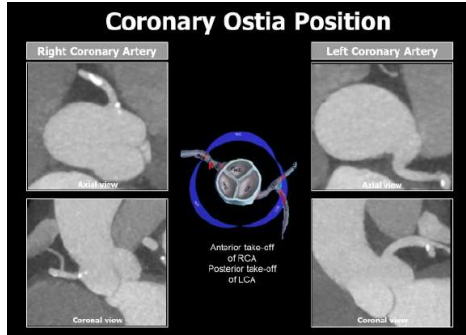 Coronary Ostia Position
Right Coronary Artery
Left Coronary Artery
Axial view
Axial view
Anterior take-off
of RCA
Posterior take-off
of LCA
Coronal view
Coronal view